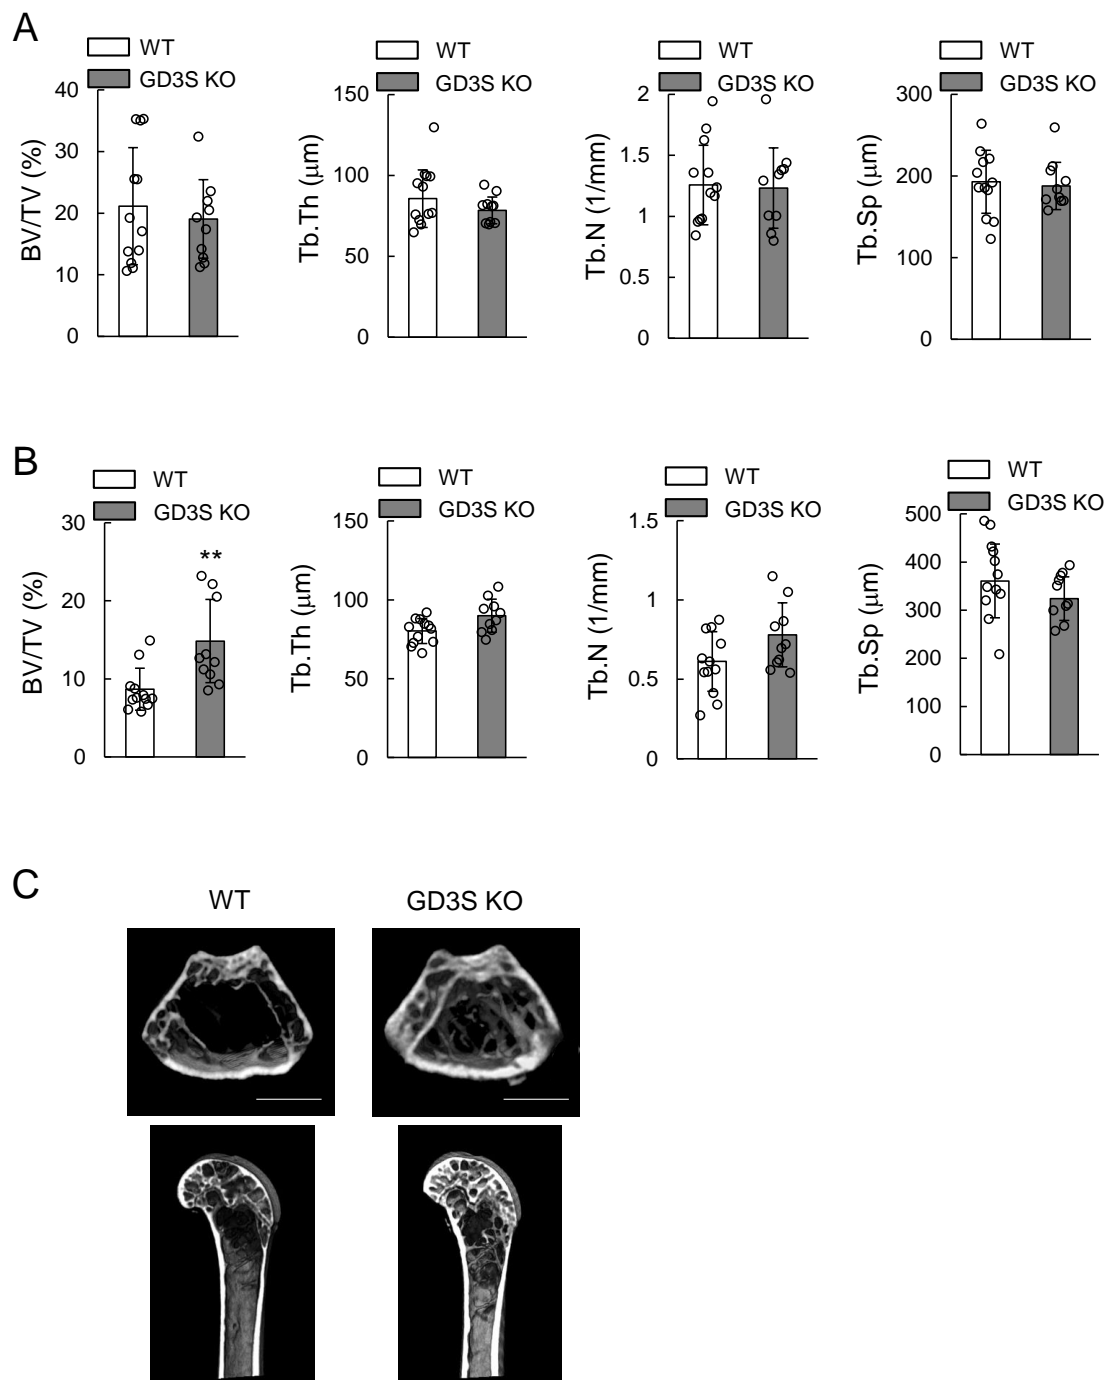 A
WT
GD3S KO
BV/TV (%)
40
30
20
10
0
WT
GD3S KO
Tb.Th (μm)
150
100
50
0
WT
GD3S KO
Tb.N (1/mm)
2
1.5
1
0.5
0
WT
GD3S KO
Tb.Sp (μm)
300
200
100
0
B
WT
GD3S KO
BV/TV (%)
30
20
10
0
**
WT
GD3S KO
Tb.Th (μm)
150
100
50
0
WT
GD3S KO
Tb.N (1/mm)
1.5
1
0.5
0
WT
GD3S KO
Tb.Sp (μm)
500
400
300
200
100
0
C
WT
GD3S KO